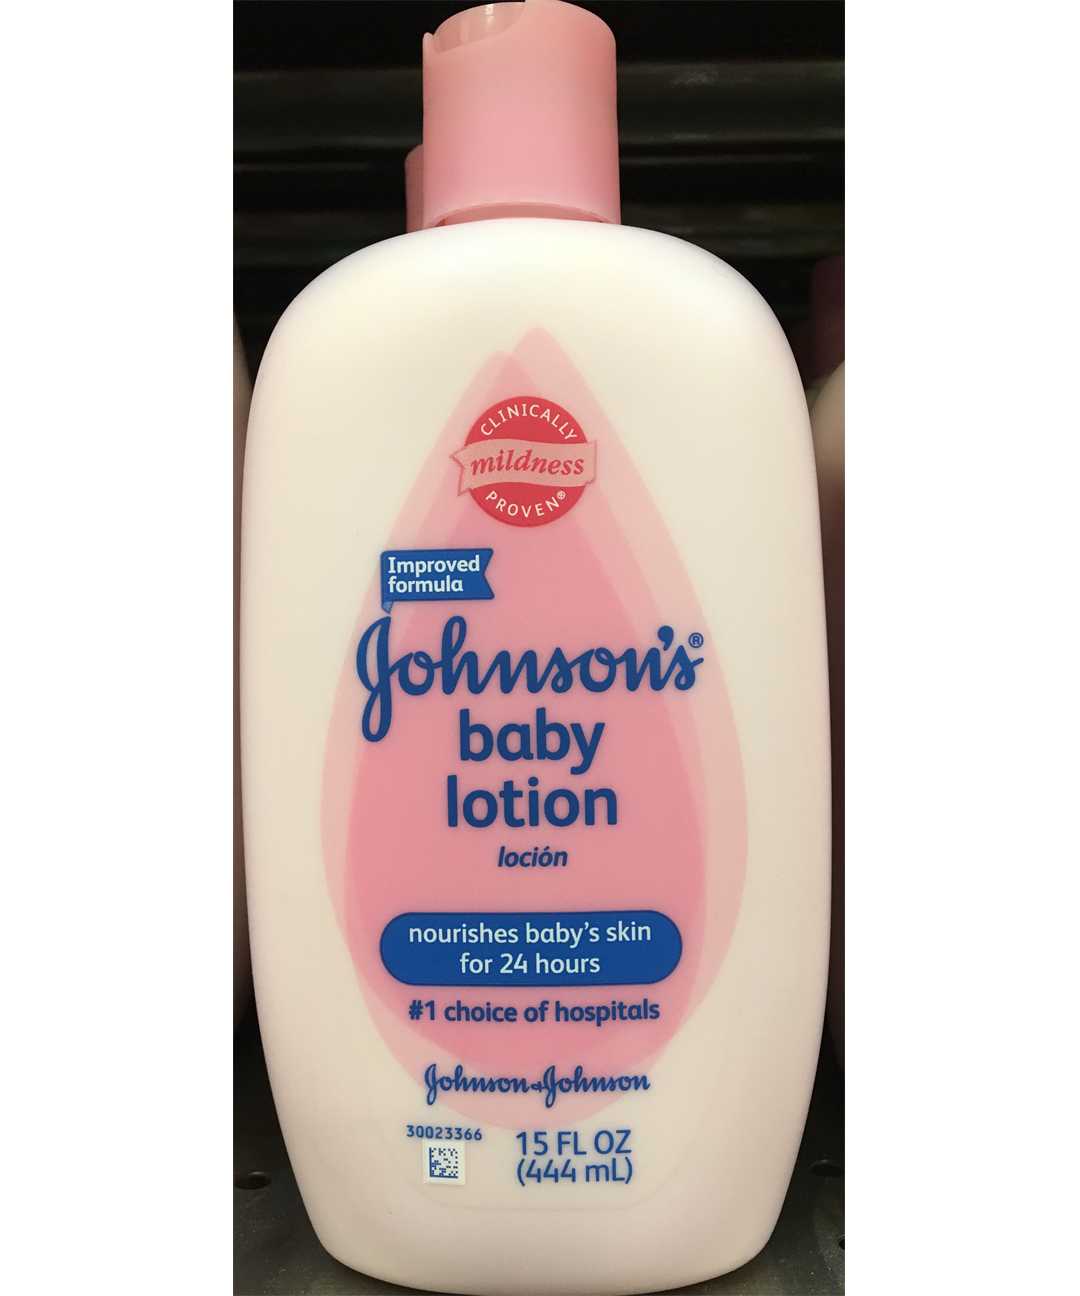 CLINICALLY
mildness
PROVEN®
Improved
formula
Johnson's®
baby
lotion
loción
nourishes baby's skin
for 24 hours
#1 choice of hospitals
Johnson & Johnson
30023366
15 FL OZ
(444 mL)